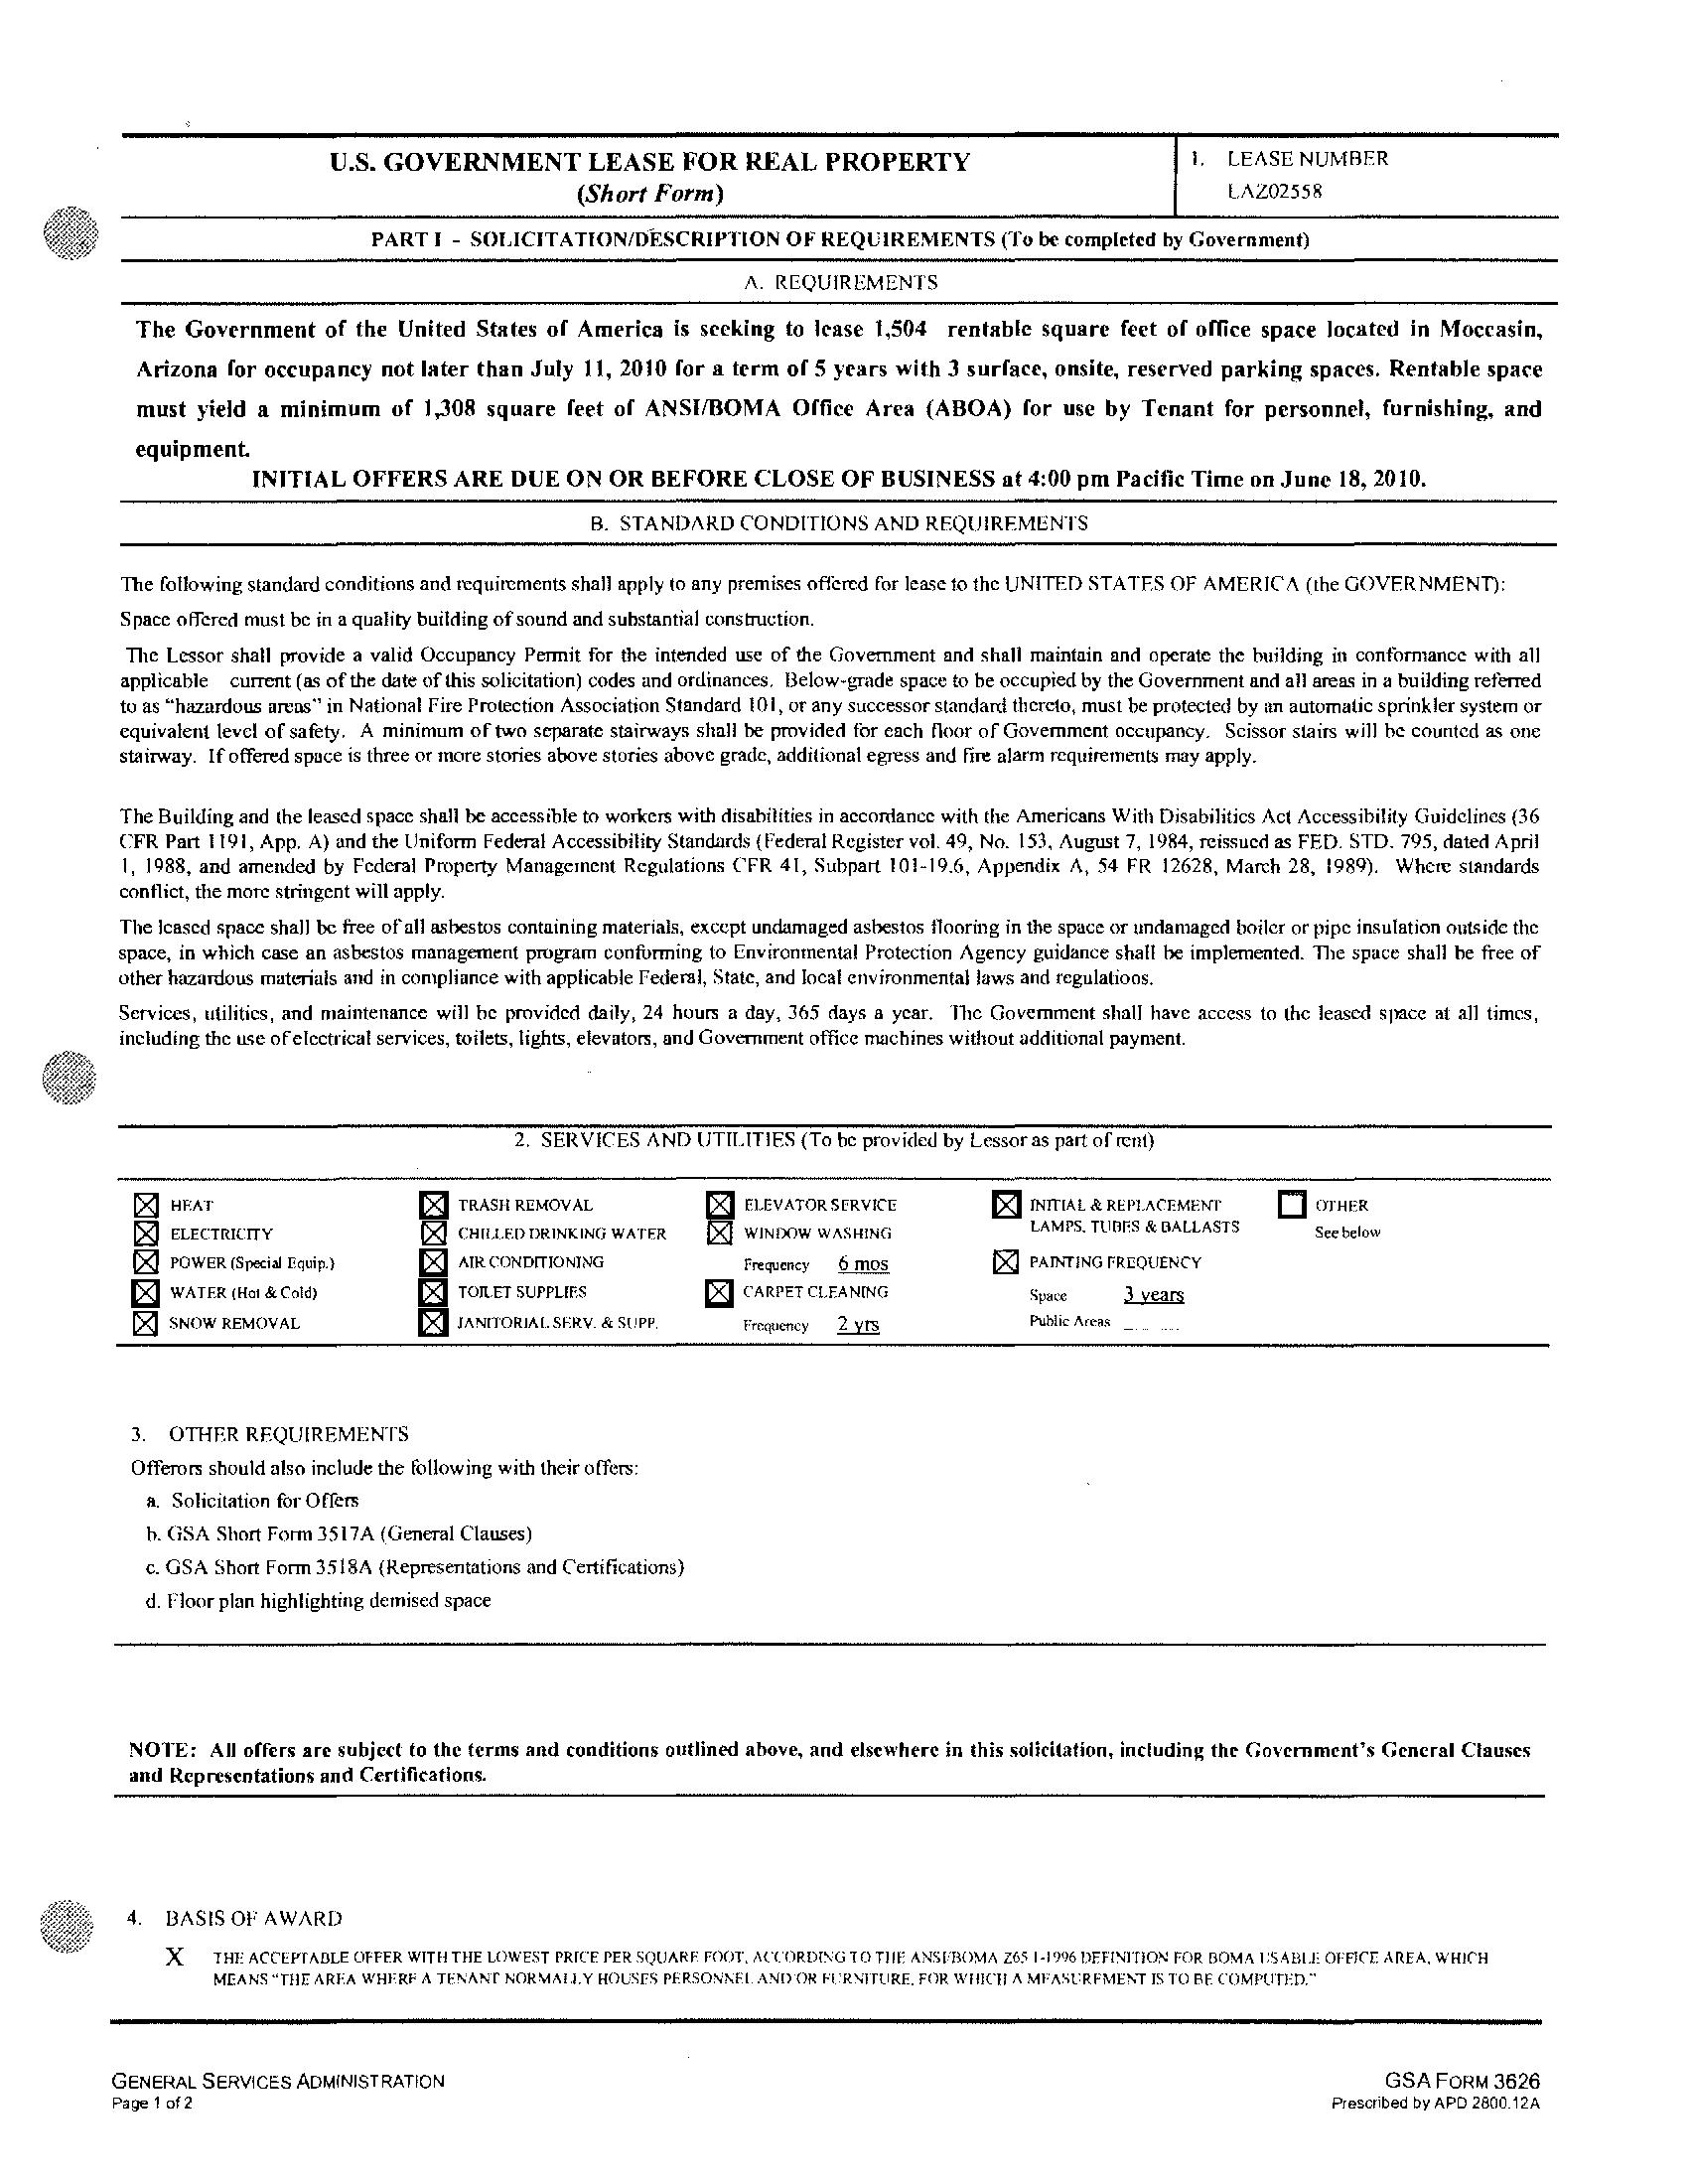 U.S. GOVERNMENT LEASE FOR REAL PROPERTY
(Short Form)
1. LEASE NUMBER
LAZ02558
PART I - SOLICITATION/DESCRIPTION OF REQUIREMENTS (To be completed by Government)
A. REQUIREMENTS
The Government of the United States of America is seeking to lease 1,504 rentable square feet of office space located in Moccasin,
Arizona for occupancy not later than July 11, 2010 for a term of 5 years with 3 surface, onsite, reserved parking spaces. Rentable space
must yield a minimum of 1,308 square feet of ANSI/BOMA Office Area (ABOA) for use by Tenant for personnel, furnishing, and
equipment.
INITIAL OFFERS ARE DUE ON OR BEFORE CLOSE OF BUSINESS at 4:00 pm Pacific Time on June 18, 2010.
B. STANDARD CONDITIONS AND REQUIREMENTS
The following standard conditions and requirements shall apply to any premises offered for lease to the UNITED STATES OF AMERICA (the GOVERNMENT):
Space offered must be in a quality building of sound and substantial construction.
The Lessor shall provide a valid Occupancy Permit for the intended use of the Government and shall maintain and operate the building in conformance with all
applicable current (as of the date of this solicitation) codes and ordinances. Below-grade space to be occupied by the Government and all areas in a building referred
to as "hazardous areas" in National Fire Protection Association Standard 101, or any successor standard thereto, must be protected by an automatic sprinkler system or
equivalent level of safety. A minimum of two separate stairways shall be provided for each floor of Government occupancy. Scissor stairs will be counted as one
stairway. If offered space is three or more stories above stories above grade, additional egress and fire alarm requirements may apply.
The Building and the leased space shall be accessible to workers with disabilities in accordance with the Americans With Disabilities Act Accessibility Guidelines (36
CFR Part 1191, App. A) and the Uniform Federal Accessibility Standards (Federal Register vol. 49, No. 153, August 7, 1984, reissued as FED. STD. 795, dated April
1, 1988, and amended by Federal Property Management Regulations CFR 41, Subpart 101-19.6, Appendix A, 54 FR 12628, March 28, 1989). Where standards
conflict, the more stringent will apply.
The leased space shall be free of all asbestos containing materials, except undamaged asbestos flooring in the space or undamaged boiler or pipe insulation outside the
space, in which case an asbestos management program conforming to Environmental Protection Agency guidance shall be implemented. The space shall be free of
other hazardous materials and in compliance with applicable Federal, State, and local environmental laws and regulations.
Services, utilities, and maintenance will be provided daily, 24 hours a day, 365 days a year. The Government shall have access to the leased space at all times,
including the use of electrical services, toilets, lights, elevators, and Government office machines without additional payment.
2. SERVICES AND UTILITIES (To be provided by Lessor as part of rent)
HEAT
ELECTRICITY
POWER (Special Equip.)
WATER (Hot & Cold)
SNOW REMOVAL
TRASH REMOVAL
CHILLED DRINKING WATER
AIR CONDITIONING
TOILET SUPPLIES
JANITORIAL SERV. & SUPP.
ELEVATOR SERVICE
WINDOW WASHING
Frequency 6 mos
CARPET CLEANING
Frequency 2 yrs
INITIAL & REPLACEMENT
LAMPS, TUBES & BALLASTS
PAINTING FREQUENCY
Space 3 years
Public Areas
OTHER
See below
3. OTHER REQUIREMENTS
Offerors should also include the following with their offers:
a. Solicitation for Offers
b. GSA Short Form 3517A (General Clauses)
c. GSA Short Form 3518A (Representations and Certifications)
d. Floor plan highlighting demised space
NOTE: All offers are subject to the terms and conditions outlined above, and elsewhere in this solicitation, including the Government's General Clauses
and Representations and Certifications.
4. BASIS OF AWARD
X THE ACCEPTABLE OFFER WITH THE LOWEST PRICE PER SQUARE FOOT, ACCORDING TO THE ANSI/BOMA Z65.1-1996 DEFINITION FOR BOMA USABLE OFFICE AREA, WHICH
MEANS "THE AREA WHERE A TENANT NORMALLY HOUSES PERSONNEL AND/OR FURNITURE, FOR WHICH A MEASUREMENT IS TO BE COMPUTED."
GENERAL SERVICES ADMINISTRATION
Page 1 of 2
GSA FORM 3626
Prescribed by APD 2800.12A